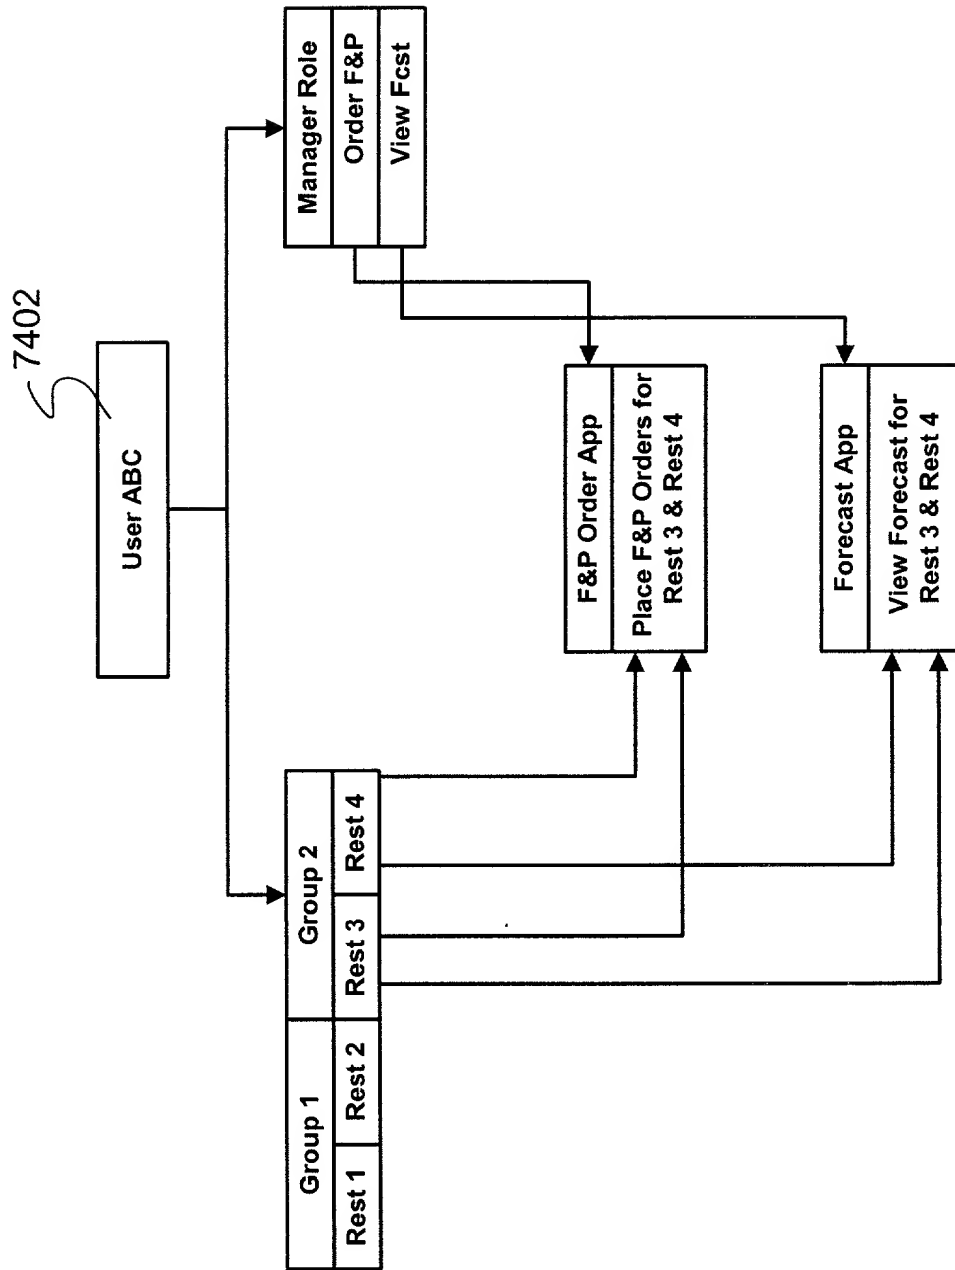 7402
User ABC
Group 1
Group 2
Rest 1
Rest 2
Rest 3
Rest 4
Manager Role
Order F&P
View Fcst
F&P Order App
Place F&P Orders for
Rest 3 & Rest 4
Forecast App
View Forecast for
Rest 3 & Rest 4